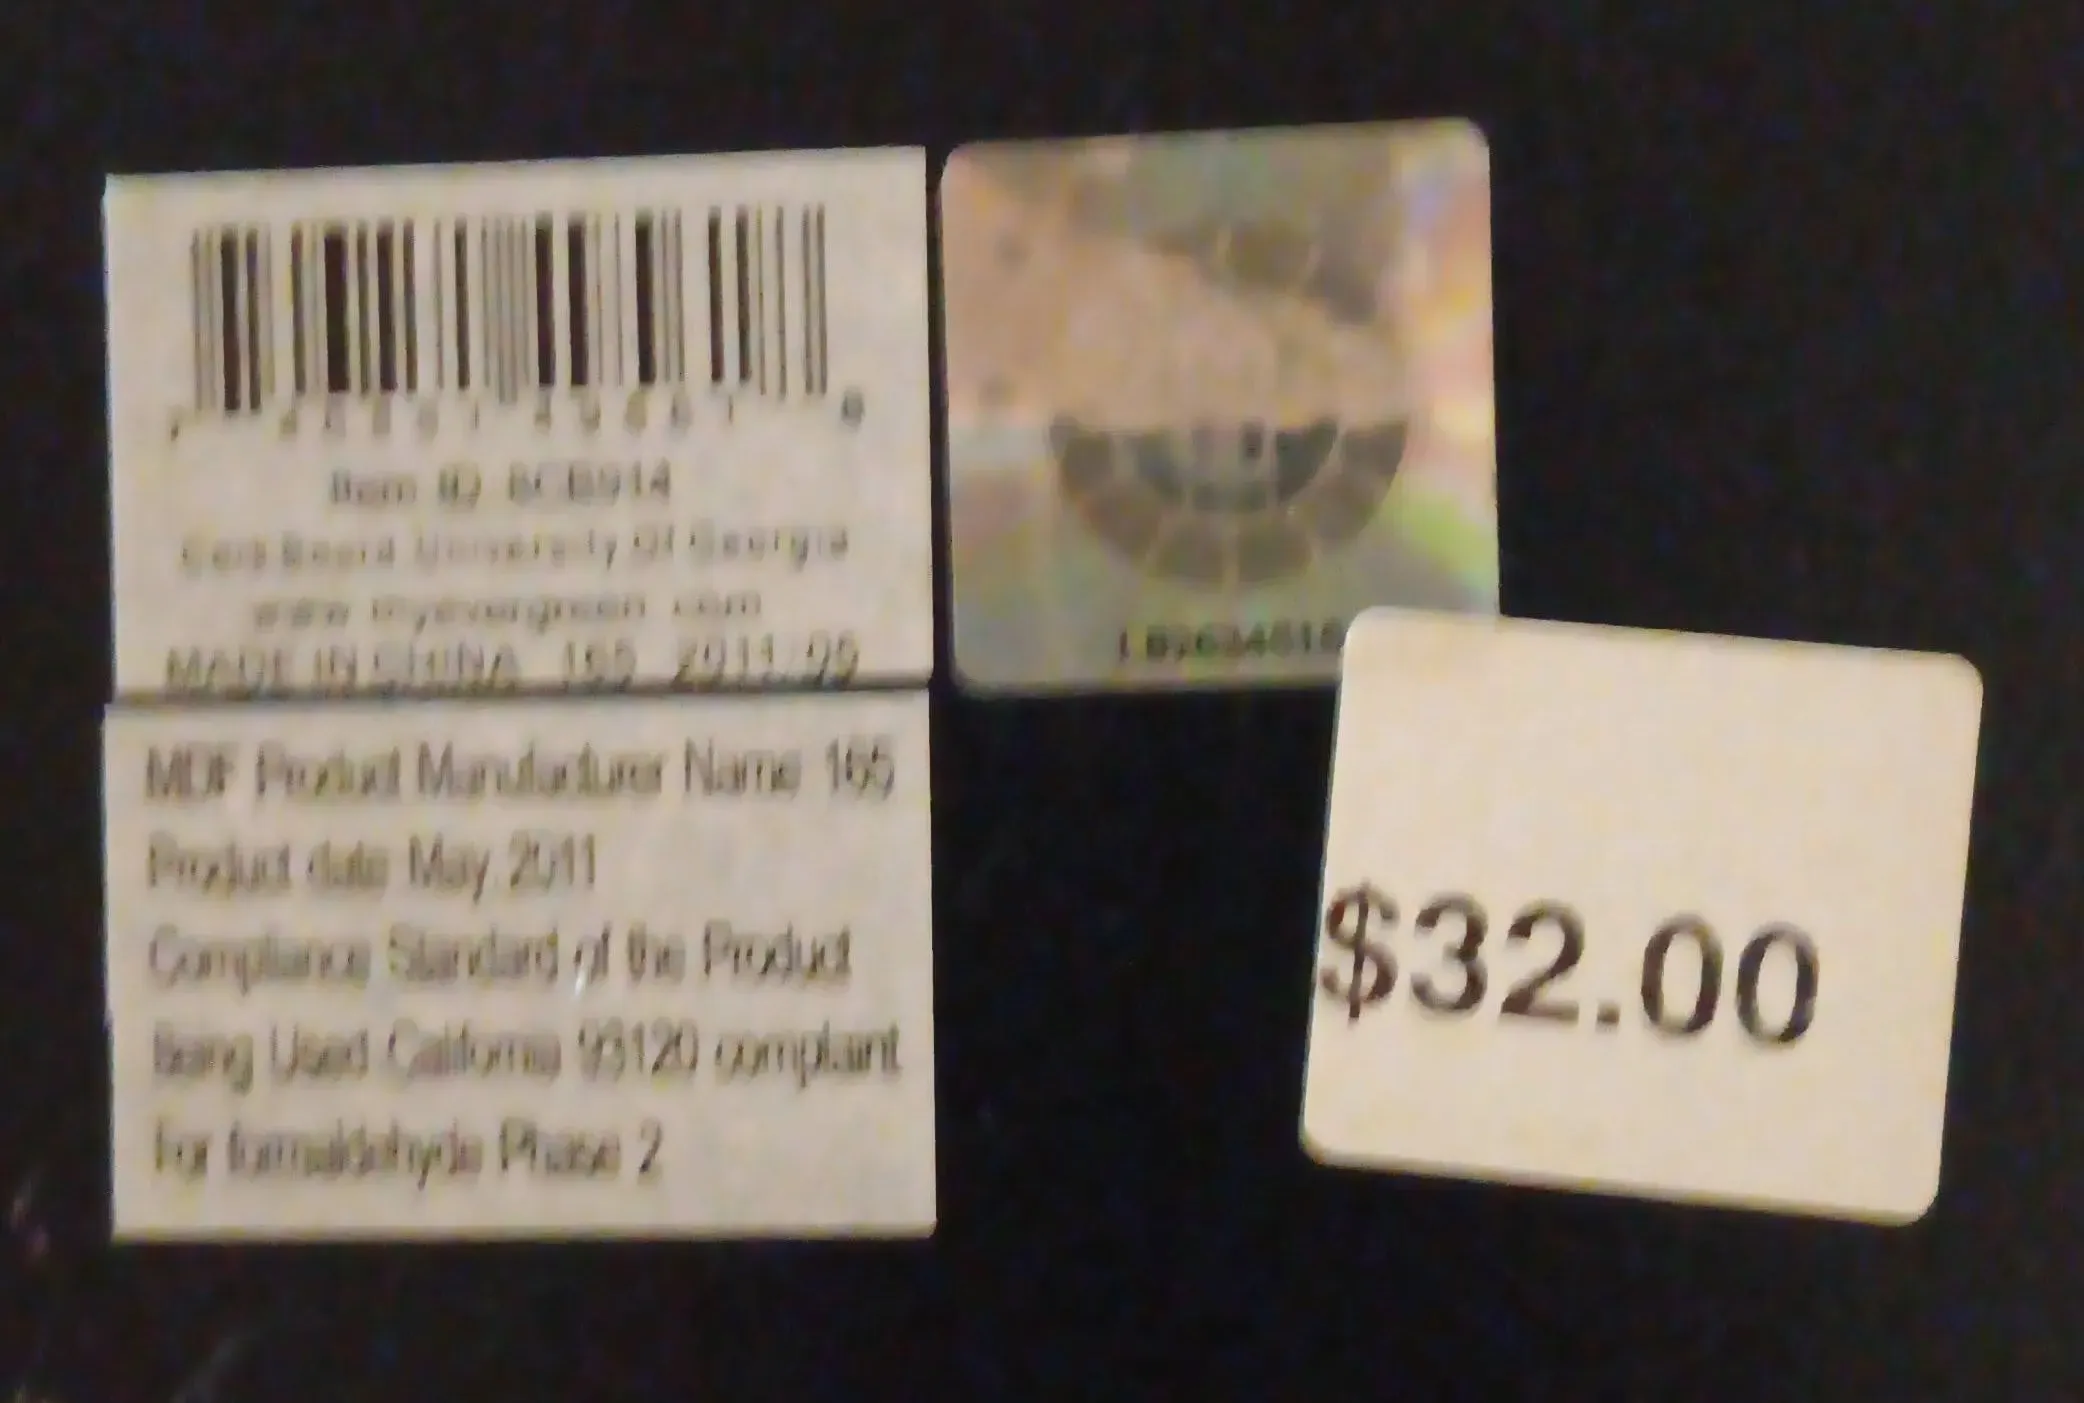 Item ID 8CB914
Cork Board University Of Georgia
www.myevergreen.com
MADE IN CHINA 165 2011/05
MDF Product Manufacturer Name 165
Product date May.2011
Compliance Standard of the Product
Being Used California 93120 complaint
For formaldehyde Phase 2
$32.00